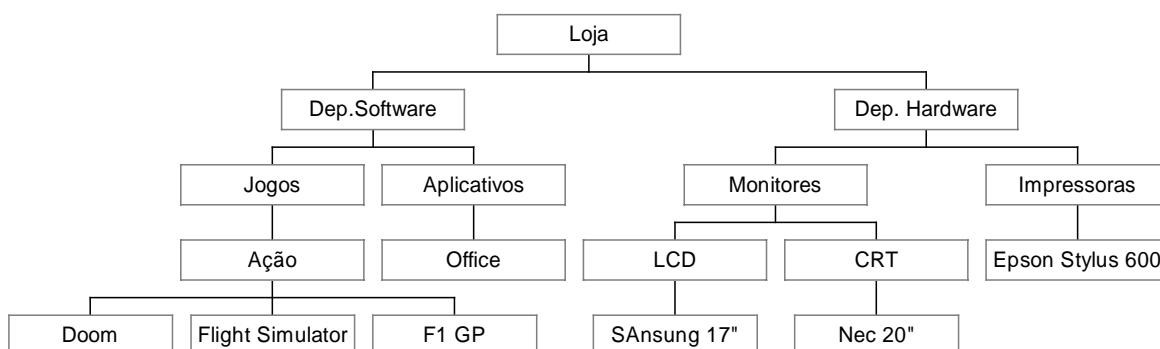 Loja
Dep.Software
Dep. Hardware
Jogos
Aplicativos
Monitores
Impressoras
Ação
Office
LCD
CRT
Epson Stylus 600
Doom
Flight Simulator
F1 GP
SAnsung 17"
Nec 20"